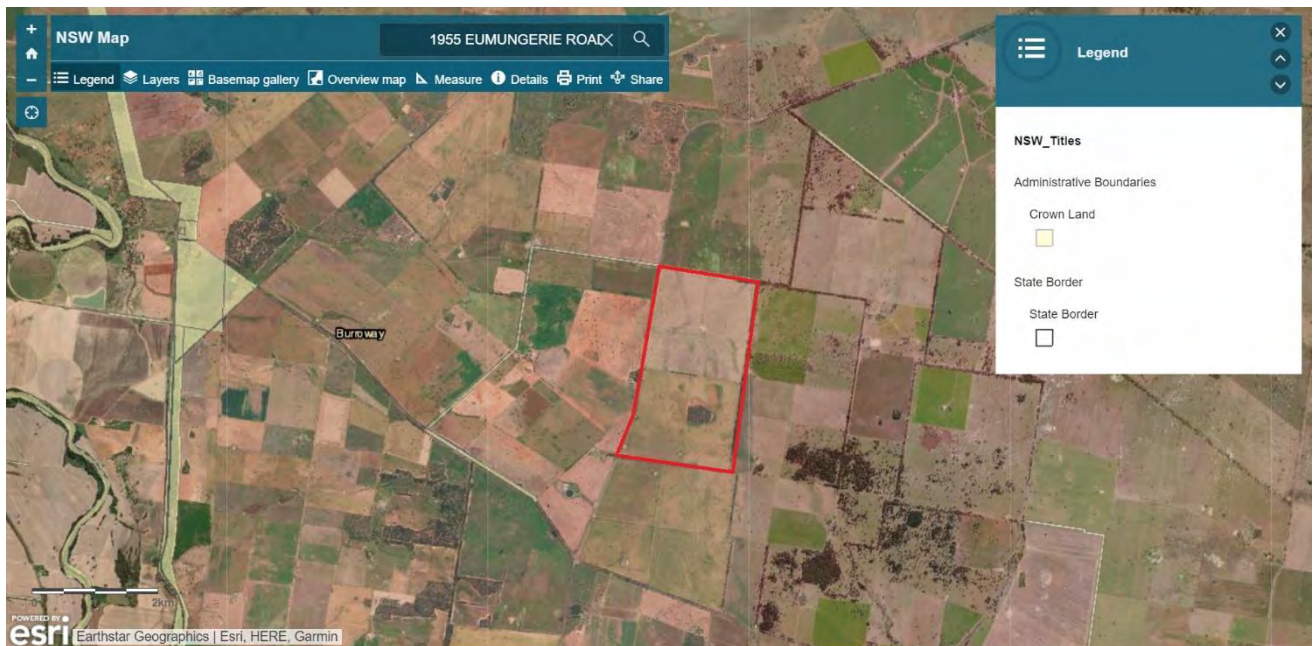 +
−
NSW Map
1955 EUMUNGERIE ROAD
Legend Layers Basemap gallery Overview map Measure Details Print Share
Legend
NSW_Titles
Administrative Boundaries
Crown Land
State Border
State Border
Burroway
0 2km
POWERED BY
esri
Earthstar Geographics | Esri, HERE, Garmin